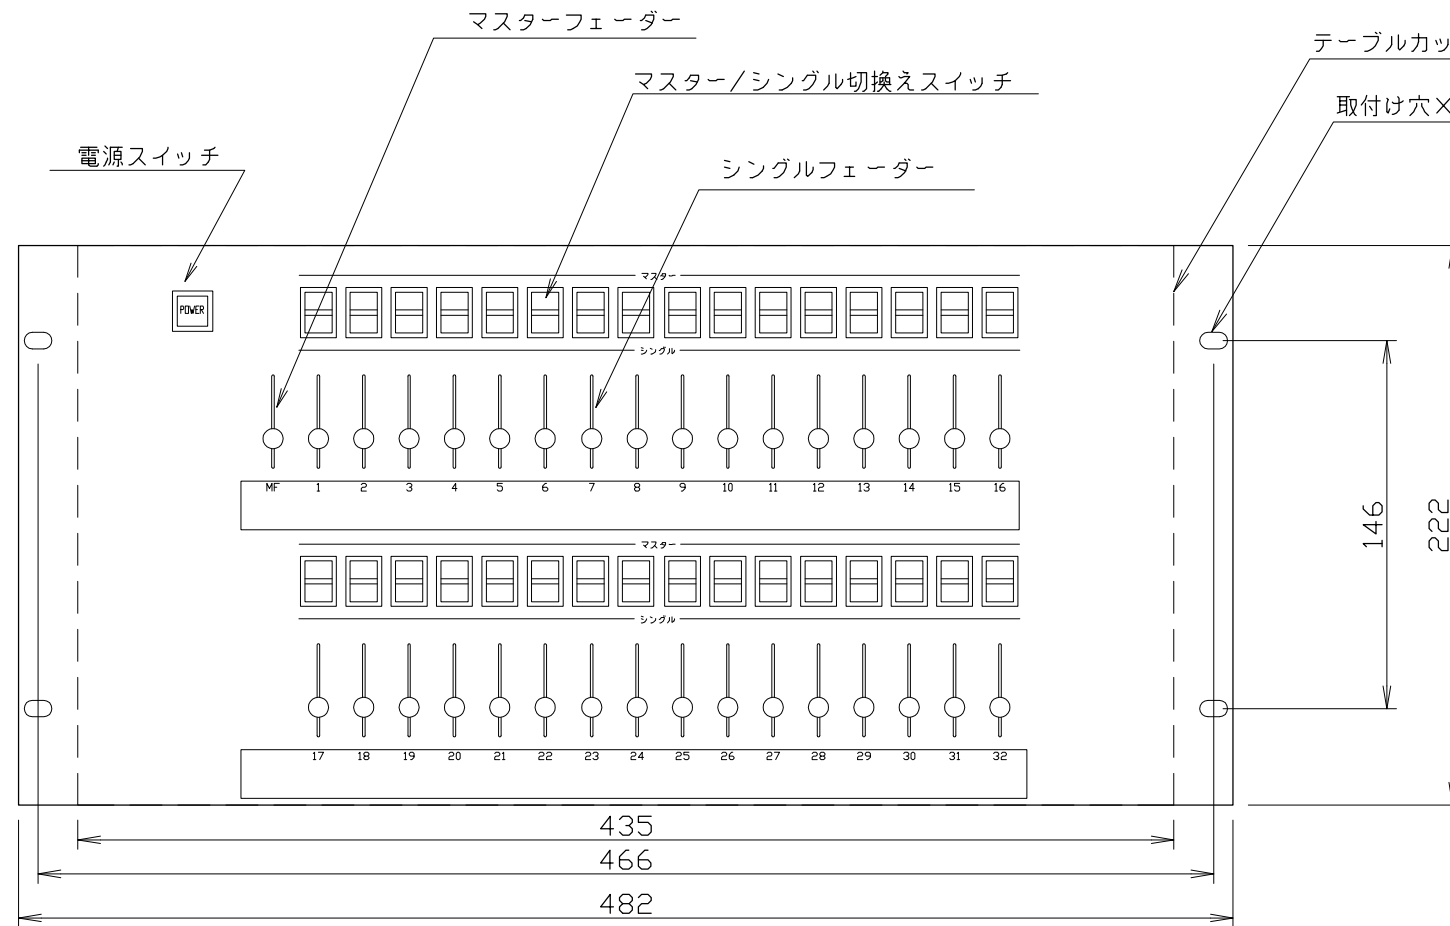 マスターフェーダー
テーブルカッ
マスター/シングル切換えスイッチ
取付け穴×
電源スイッチ
シングルフェーダー
マスター
POWER
シングル
MF 1 2 3 4 5 6 7 8 9 10 11 12 13 14 15 16
146
222
マスター
シングル
17 18 19 20 21 22 23 24 25 26 27 28 29 30 31 32
435
466
482